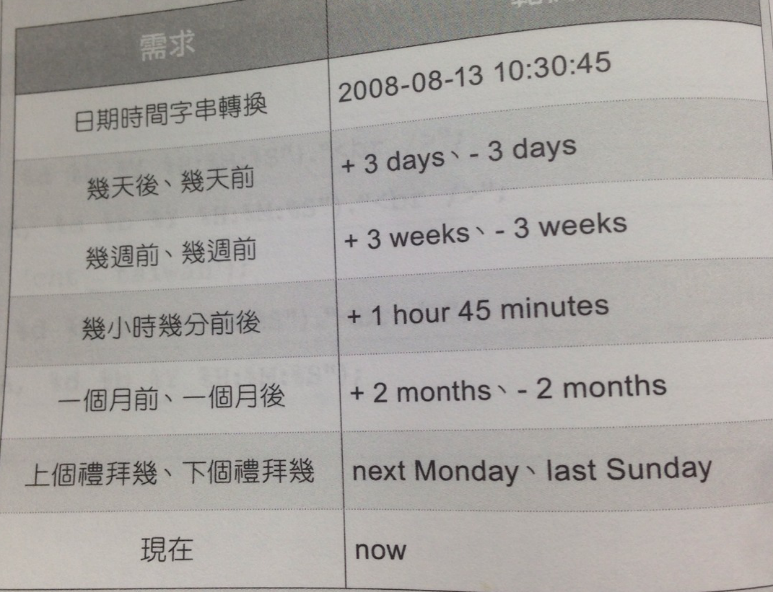 需求
日期時間字串轉換 2008-08-13 10:30:45
幾天後、幾天前 + 3 days、- 3 days
幾週前、幾週前 + 3 weeks、- 3 weeks
幾小時幾分前後 + 1 hour 45 minutes
一個月前、一個月後 + 2 months、- 2 months
上個禮拜幾、下個禮拜幾 next Monday、last Sunday
現在 now